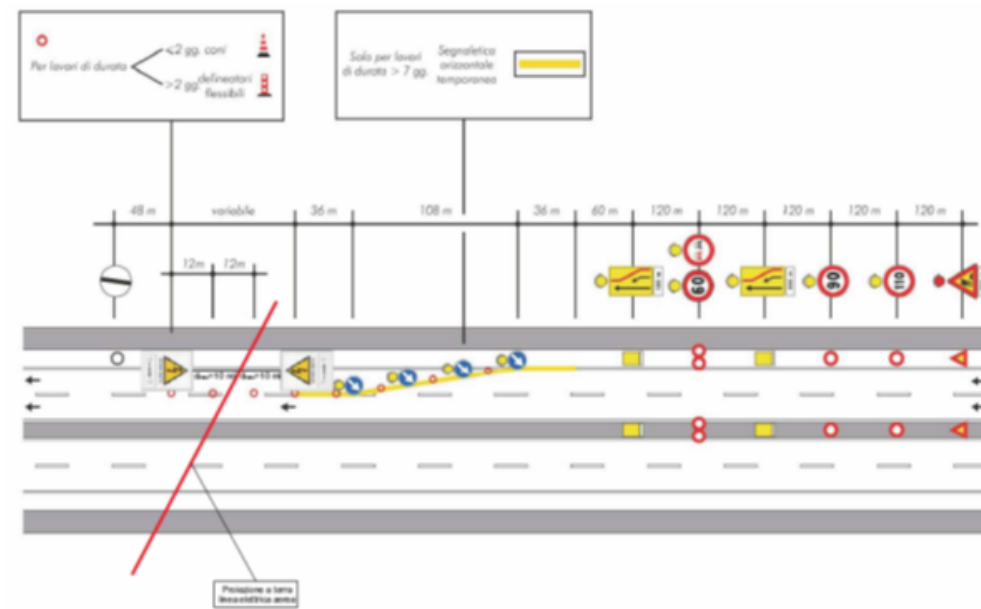 Per lavori di durata
<2 gg. coni
>2 gg. delineatori
flessibili
Solo per lavori
di durata > 7 gg.
Segnaletica
orizzontale
temporanea
48 m
variabile
36 m
108 m
36 m
60 m
120 m
120 m
120 m
120 m
120 m
12m
12m
60
90
110
Proiezione a terra
linea elettrica aerea